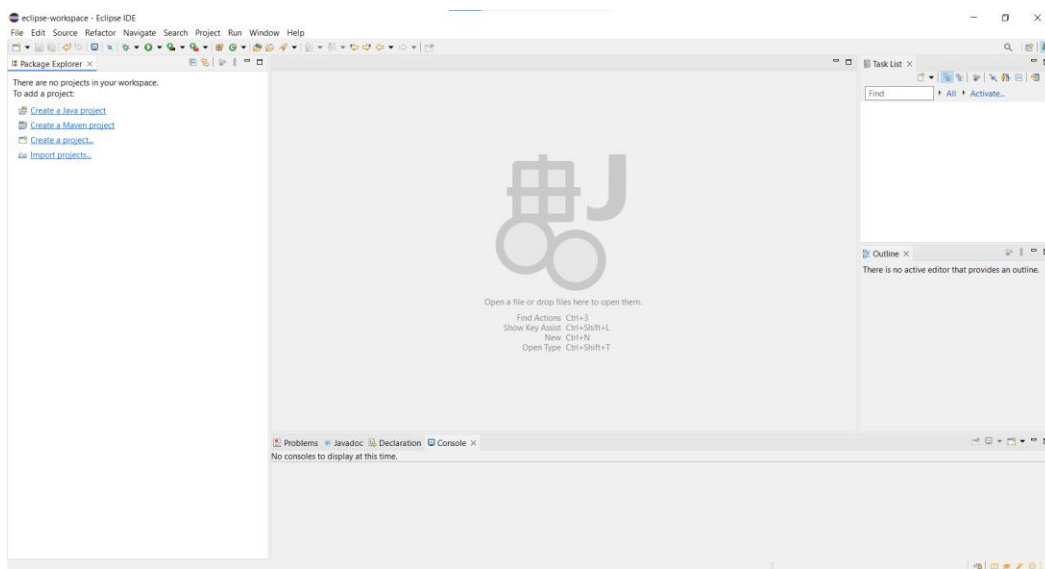 eclipse-workspace - Eclipse IDE
File Edit Source Refactor Navigate Search Project Run Window Help
Package Explorer
There are no projects in your workspace.
To add a project:
Create a Java project
Create a Maven project
Create a project...
Import projects...
J
Open a file or drop files here to open them.
Find Actions Ctrl+3
Show Key Assist Ctrl+Shift+L
New Ctrl+N
Open Type Ctrl+Shift+T
Task List
Find All Activate...
Outline
There is no active editor that provides an outline.
Problems Javadoc Declaration Console
No consoles to display at this time.